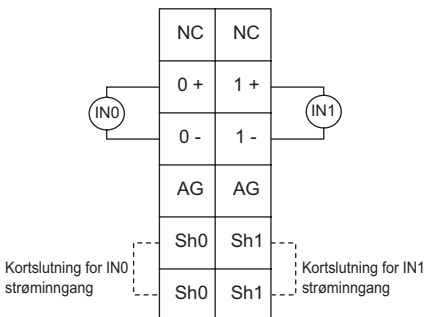 NC NC
0 + 1 +
IN0 IN1
0 - 1 -
AG AG
Sh0 Sh1
Kortslutning for IN0
strøminngang
Kortslutning for IN1
strøminngang
Sh0 Sh1